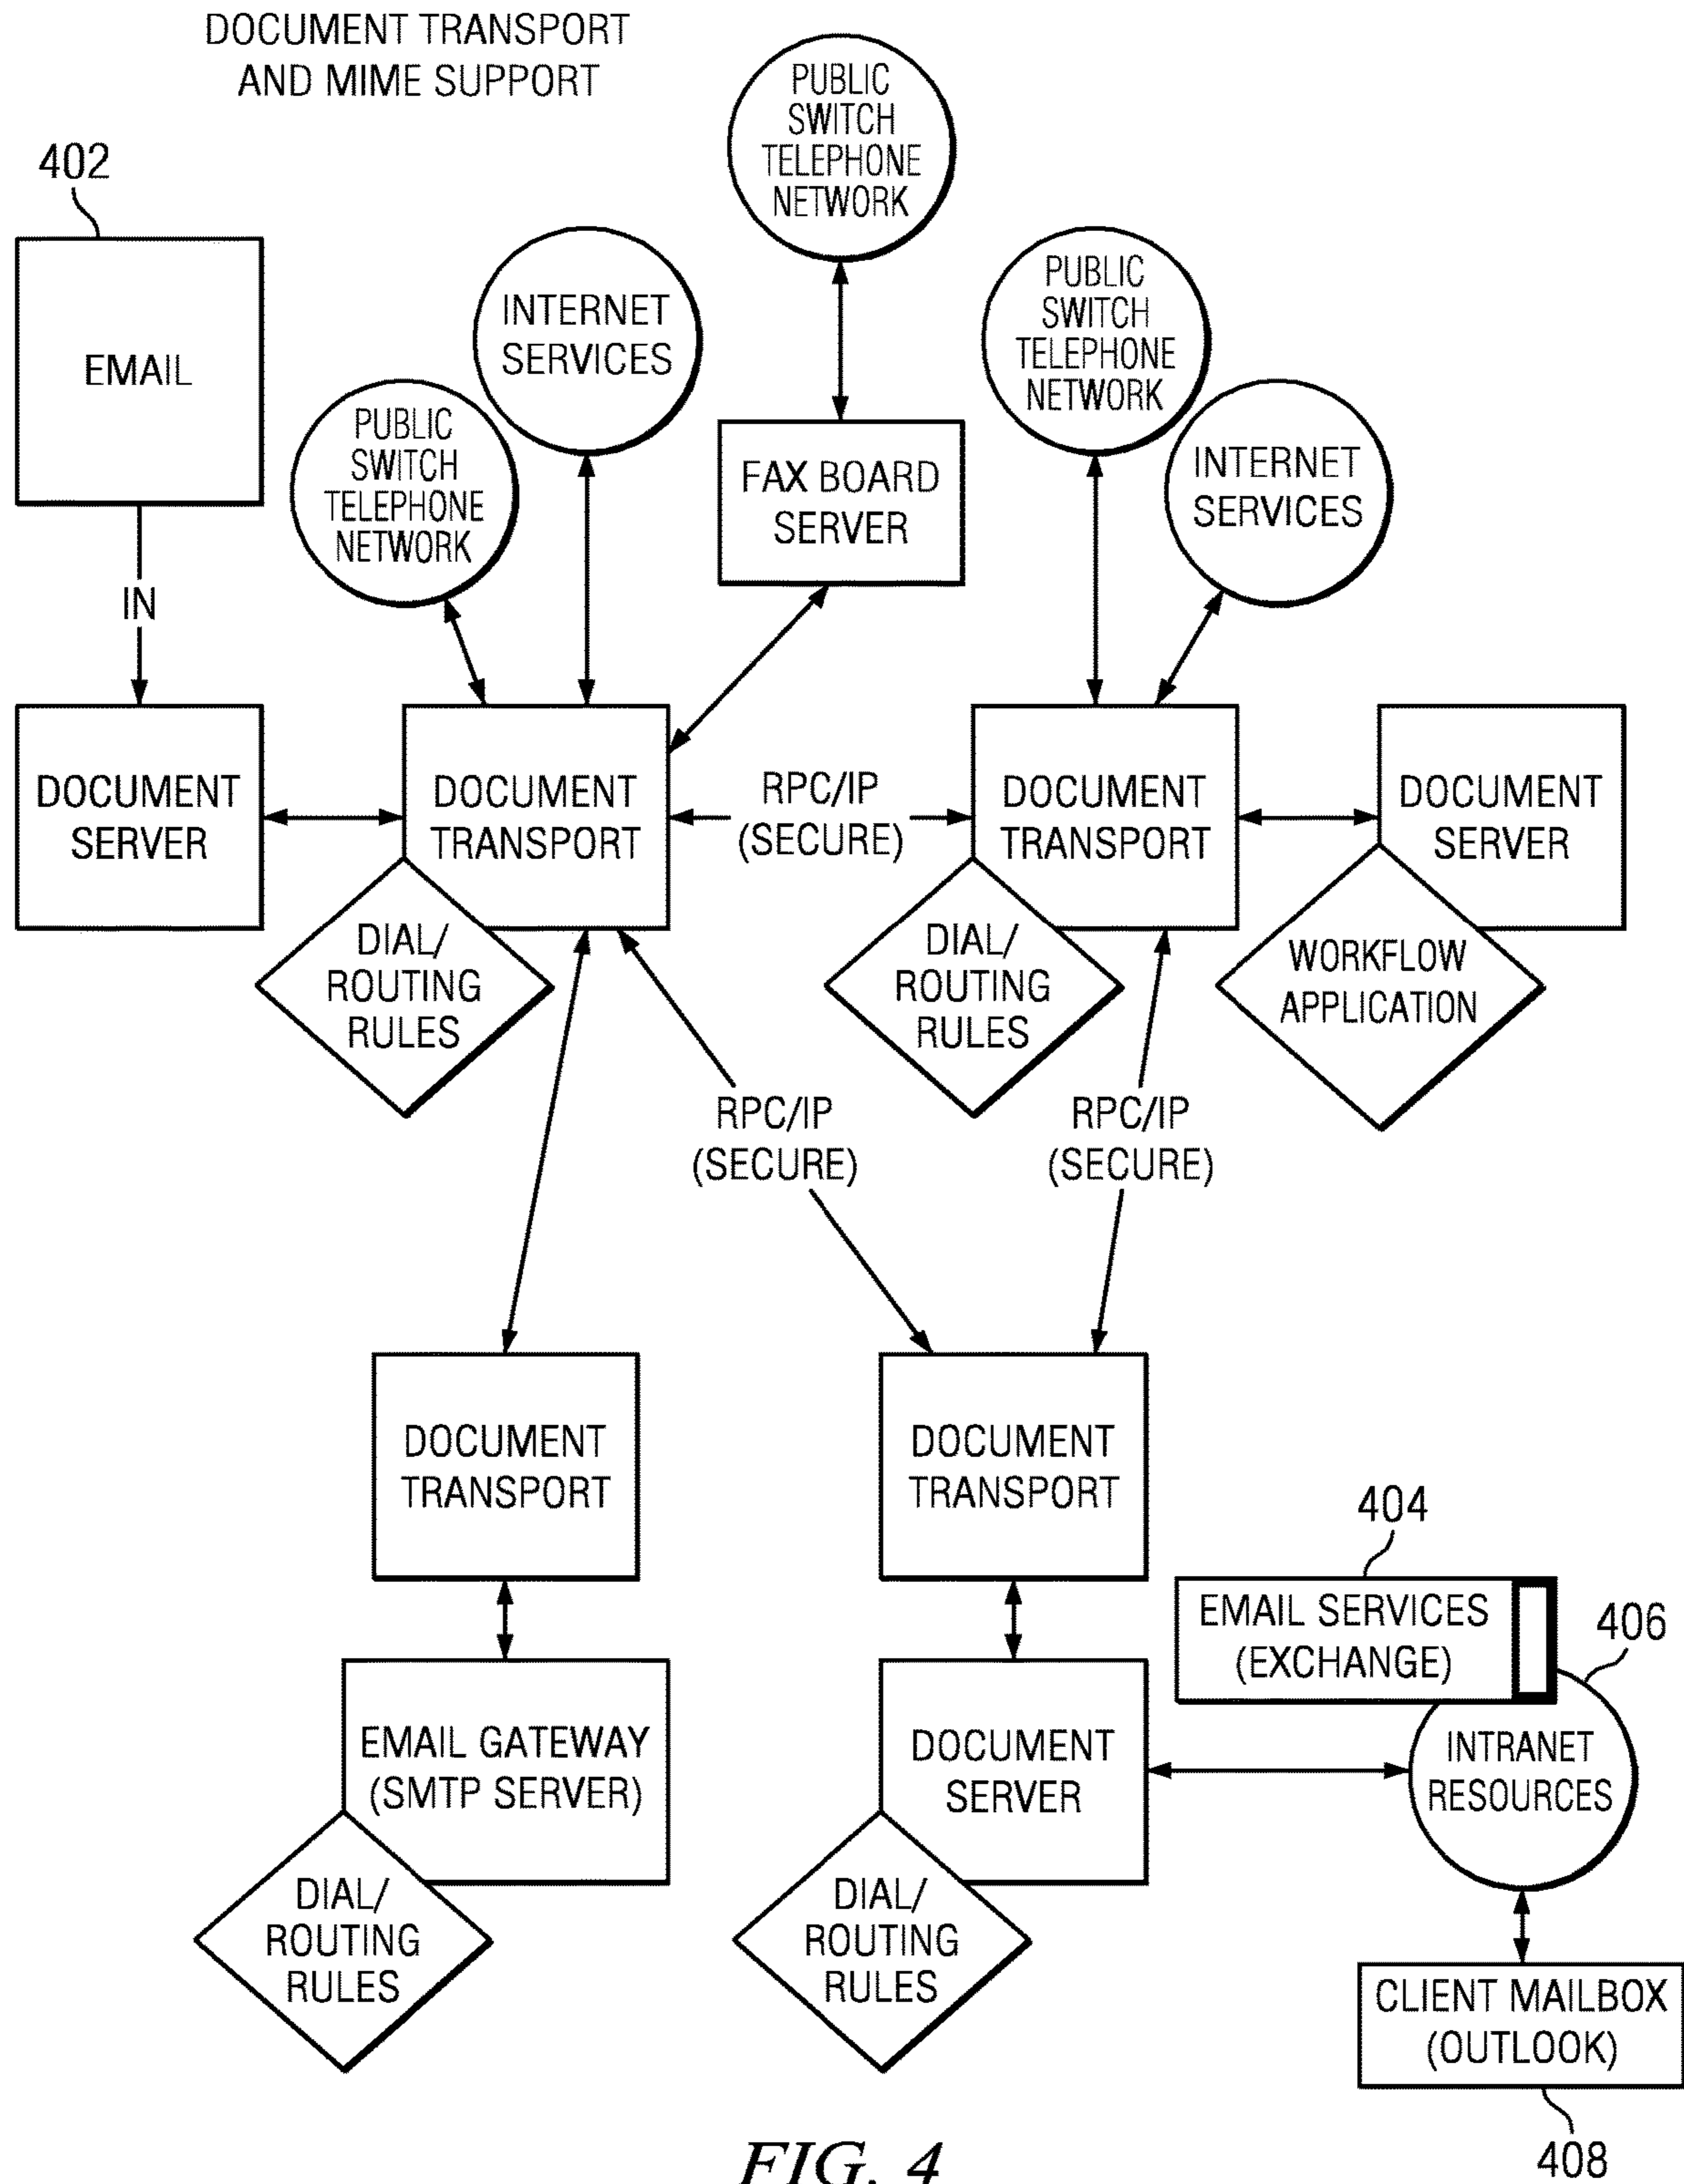 DOCUMENT TRANSPORT
AND MIME SUPPORT
402
EMAIL
IN
PUBLIC
SWITCH
TELEPHONE
NETWORK
INTERNET
SERVICES
PUBLIC
SWITCH
TELEPHONE
NETWORK
FAX BOARD
SERVER
PUBLIC
SWITCH
TELEPHONE
NETWORK
INTERNET
SERVICES
DOCUMENT
SERVER
DOCUMENT
TRANSPORT
RPC/IP
(SECURE)
DOCUMENT
TRANSPORT
DOCUMENT
SERVER
DIAL/
ROUTING
RULES
DIAL/
ROUTING
RULES
WORKFLOW
APPLICATION
RPC/IP
(SECURE)
RPC/IP
(SECURE)
DOCUMENT
TRANSPORT
DOCUMENT
TRANSPORT
404
EMAIL SERVICES
(EXCHANGE)
406
EMAIL GATEWAY
(SMTP SERVER)
DOCUMENT
SERVER
INTRANET
RESOURCES
DIAL/
ROUTING
RULES
DIAL/
ROUTING
RULES
CLIENT MAILBOX
(OUTLOOK)
408
FIG. 4